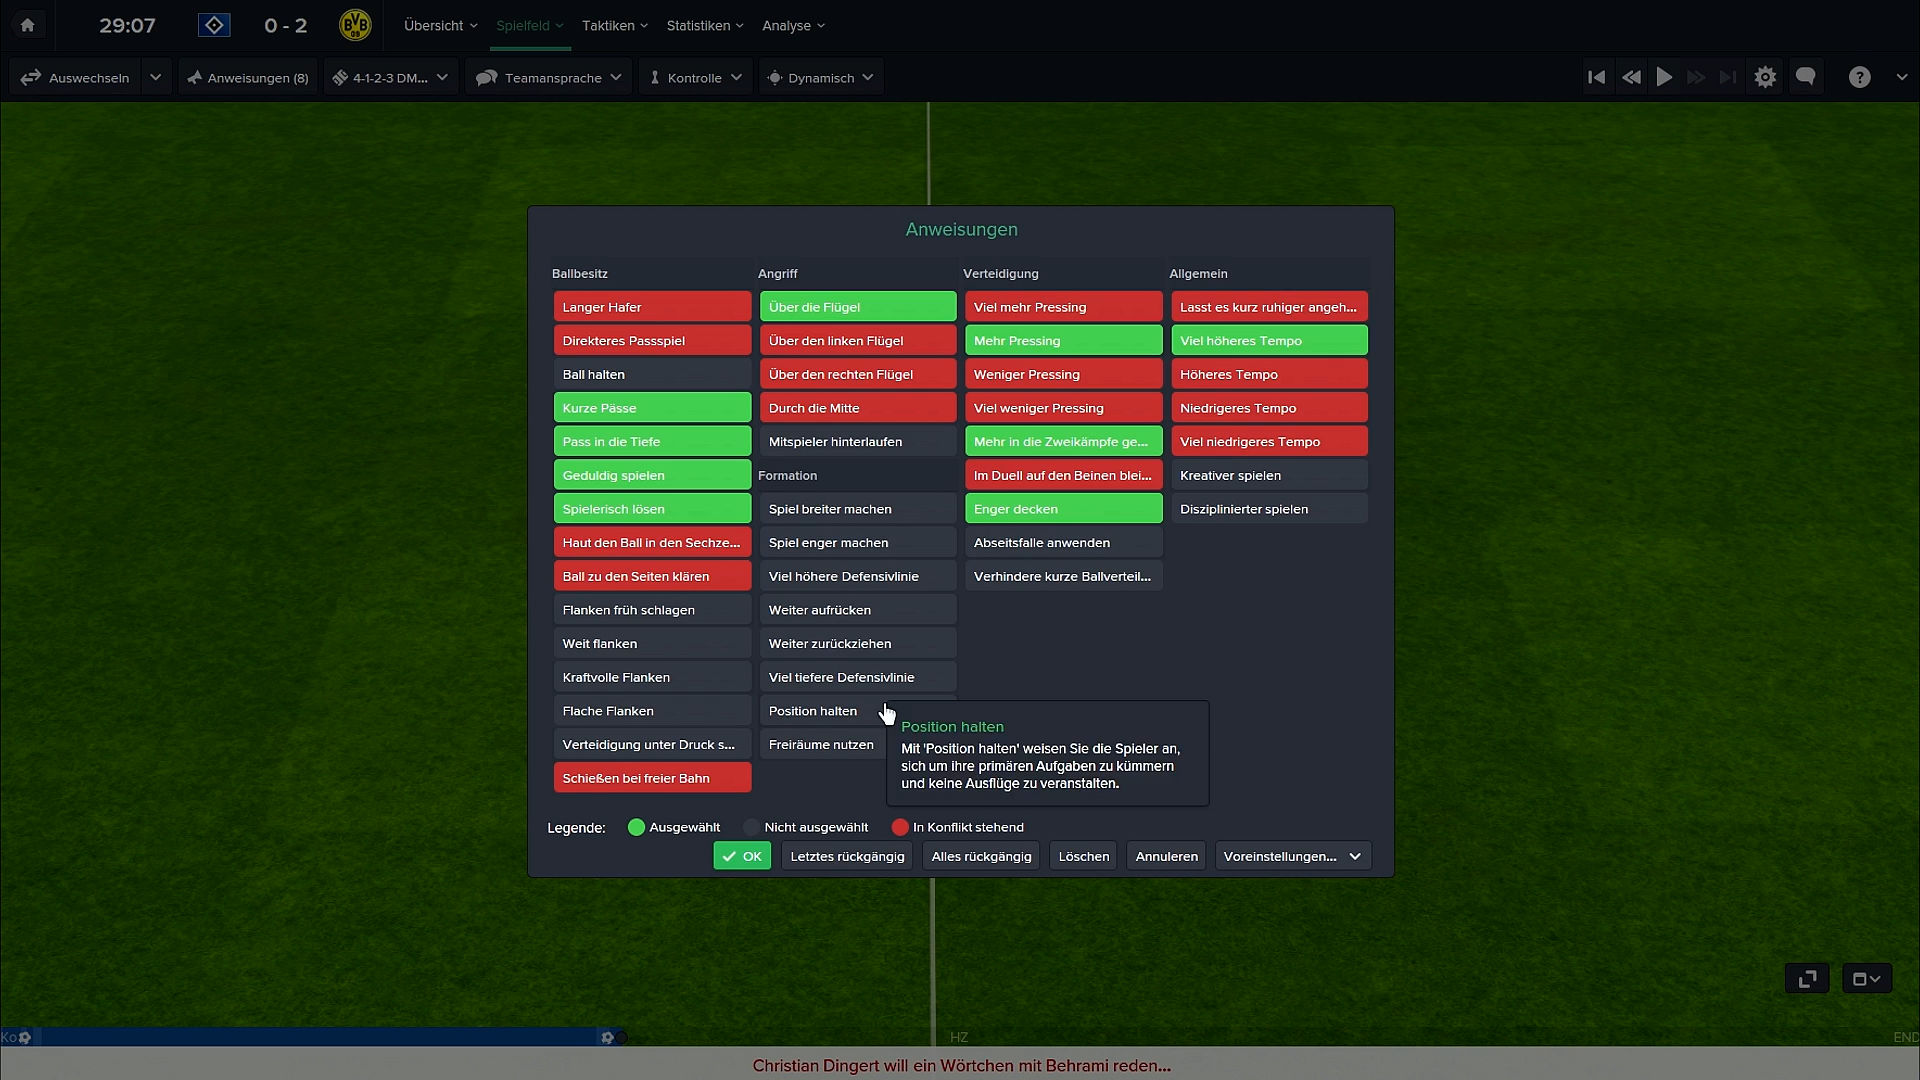 29:07
0 - 2
BVB
09
Übersicht
Spielfeld
Taktiken
Statistiken
Analyse
Auswechseln
Anweisungen (8)
4-1-2-3 DM...
Teamansprache
Kontrolle
Dynamisch
?
Anweisungen
Ballbesitz
Langer Hafer
Direkteres Passspiel
Ball halten
Kurze Pässe
Pass in die Tiefe
Geduldig spielen
Spielerisch lösen
Haut den Ball in den Sechze...
Ball zu den Seiten klären
Flanken früh schlagen
Weit flanken
Kraftvolle Flanken
Flache Flanken
Verteidigung unter Druck s...
Schießen bei freier Bahn
Angriff
Über die Flügel
Über den linken Flügel
Über den rechten Flügel
Durch die Mitte
Mitspieler hinterlaufen
Formation
Spiel breiter machen
Spiel enger machen
Viel höhere Defensivlinie
Weiter aufrücken
Weiter zurückziehen
Viel tiefere Defensivlinie
Position halten
Freiräume nutzen
Verteidigung
Viel mehr Pressing
Mehr Pressing
Weniger Pressing
Viel weniger Pressing
Mehr in die Zweikämpfe ge...
Im Duell auf den Beinen blei...
Enger decken
Abseitsfalle anwenden
Verhindere kurze Ballverteil...
Allgemein
Lasst es kurz ruhiger angeh...
Viel höheres Tempo
Höheres Tempo
Niedrigeres Tempo
Viel niedrigeres Tempo
Kreativer spielen
Disziplinierter spielen
Position halten
Mit 'Position halten' weisen Sie die Spieler an,
sich um ihre primären Aufgaben zu kümmern
und keine Ausflüge zu veranstalten.
Legende:
Ausgewählt
Nicht ausgewählt
In Konflikt stehend
OK
Letztes rückgängig
Alles rückgängig
Löschen
Annuleren
Voreinstellungen...
Ko
HZ
END
Christian Dingert will ein Wörtchen mit Behrami reden...